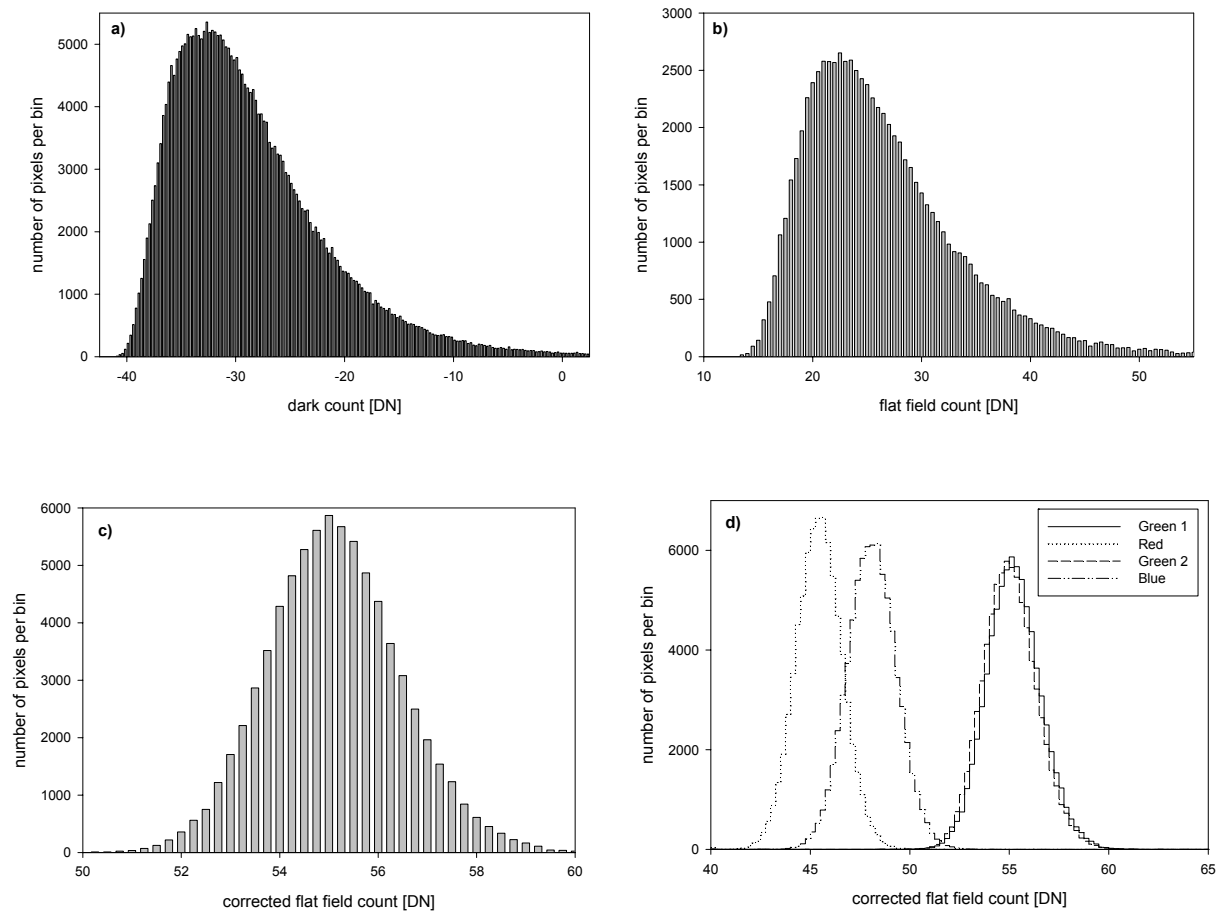 a)
5000
4000
3000
2000
1000
0
number of pixels per bin
-40 -30 -20 -10 0
dark count [DN]
b)
3000
2500
2000
1500
1000
500
0
number of pixels per bin
10 20 30 40 50
flat field count [DN]
c)
6000
5000
4000
3000
2000
1000
0
number of pixels per bin
50 52 54 56 58 60
corrected flat field count [DN]
d)
Green 1
Red
Green 2
Blue
6000
4000
2000
0
number of pixels per bin
40 45 50 55 60 65
corrected flat field count [DN]